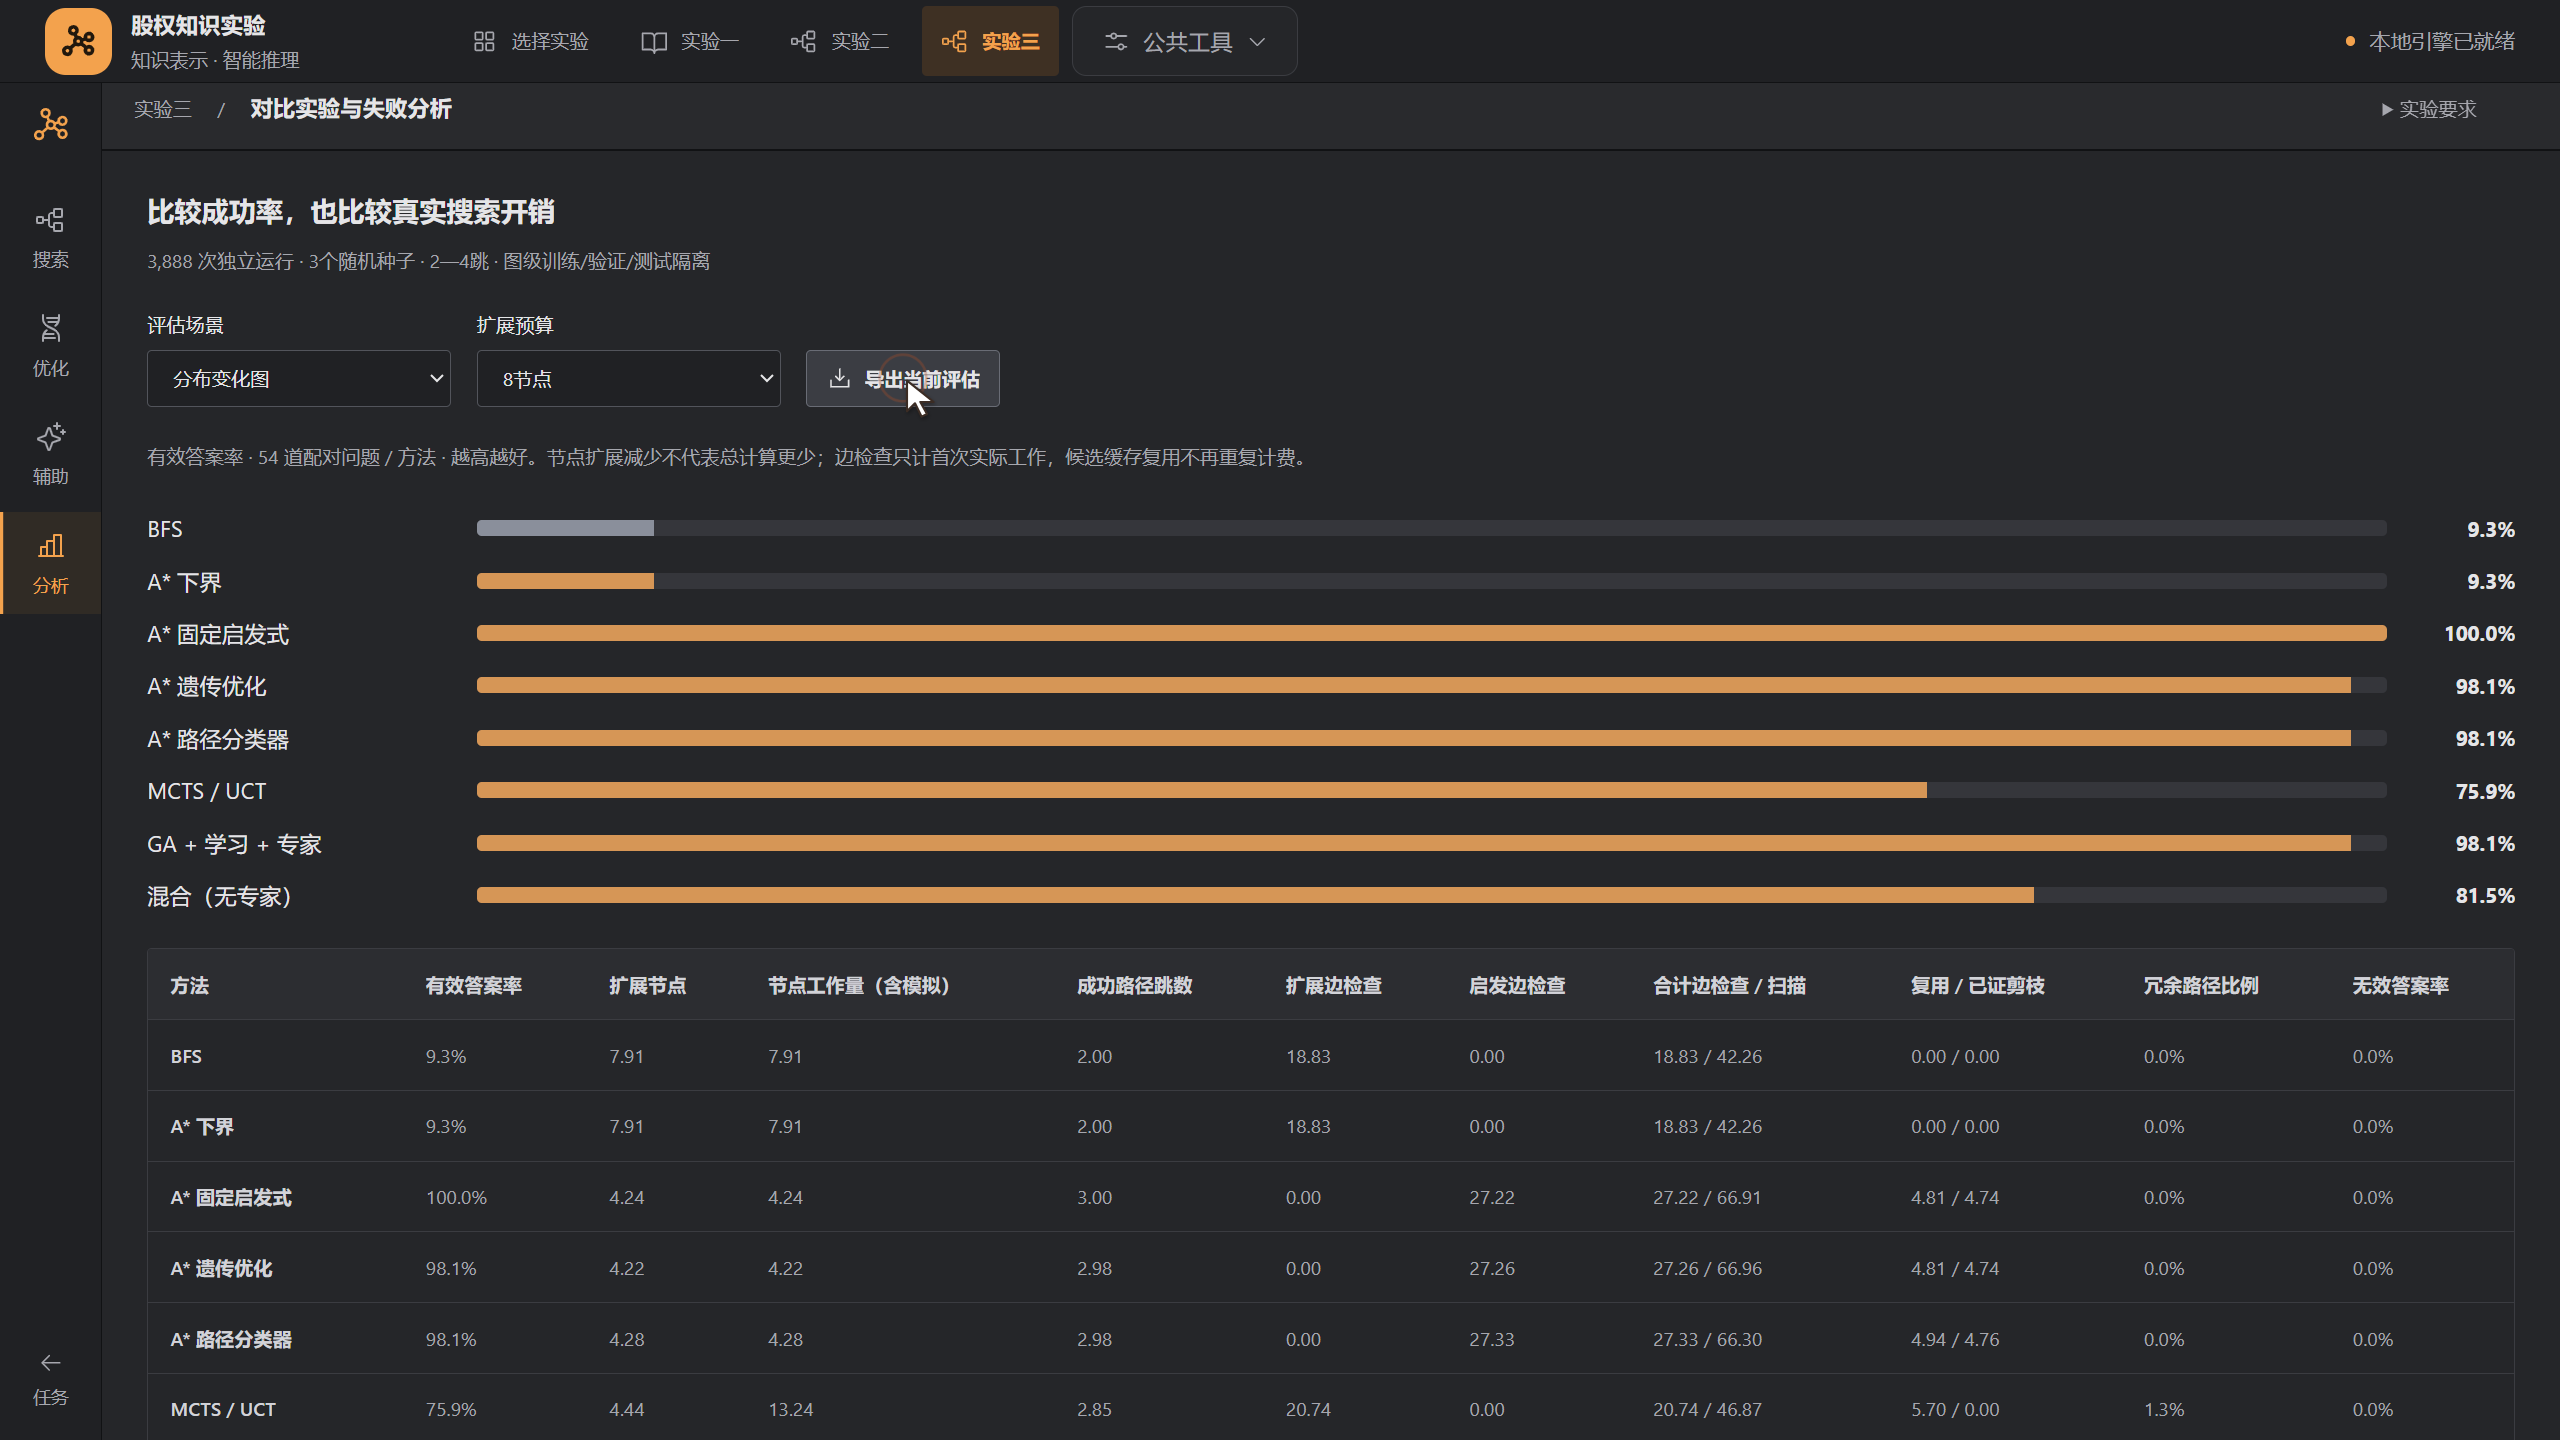 股权知识实验
知识表示 · 智能推理
选择实验
实验一
实验二
实验三
公共工具
本地引擎已就绪
实验三 / 对比实验与失败分析
▶ 实验要求
搜索
优化
辅助
分析
任务
比较成功率，也比较真实搜索开销
3,888 次独立运行 · 3个随机种子 · 2—4跳 · 图级训练/验证/测试隔离
评估场景 扩展预算
分布变化图 8节点 导出当前评估
有效答案率 · 54 道配对问题 / 方法 · 越高越好。节点扩展减少不代表总计算更少；边检查只计首次实际工作，候选缓存复用不再重复计费。
BFS 9.3%
A* 下界 9.3%
A* 固定启发式 100.0%
A* 遗传优化 98.1%
A* 路径分类器 98.1%
MCTS / UCT 75.9%
GA + 学习 + 专家 98.1%
混合（无专家） 81.5%
方法 有效答案率 扩展节点 节点工作量（含模拟） 成功路径跳数 扩展边检查 启发边检查 合计边检查 / 扫描 复用 / 已证剪枝 冗余路径比例 无效答案率
BFS 9.3% 7.91 7.91 2.00 18.83 0.00 18.83 / 42.26 0.00 / 0.00 0.0% 0.0%
A* 下界 9.3% 7.91 7.91 2.00 18.83 0.00 18.83 / 42.26 0.00 / 0.00 0.0% 0.0%
A* 固定启发式 100.0% 4.24 4.24 3.00 0.00 27.22 27.22 / 66.91 4.81 / 4.74 0.0% 0.0%
A* 遗传优化 98.1% 4.22 4.22 2.98 0.00 27.26 27.26 / 66.96 4.81 / 4.74 0.0% 0.0%
A* 路径分类器 98.1% 4.28 4.28 2.98 0.00 27.33 27.33 / 66.30 4.94 / 4.76 0.0% 0.0%
MCTS / UCT 75.9% 4.44 13.24 2.85 20.74 0.00 20.74 / 46.87 5.70 / 0.00 1.3% 0.0%